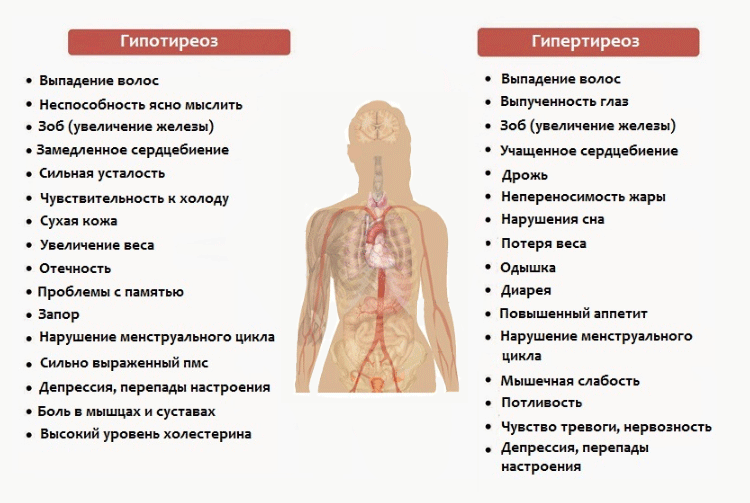 Гипотиреоз
• Выпадение волос
• Неспособность ясно мыслить
• Зоб (увеличение железы)
• Замедленное сердцебиение
• Сильная усталость
• Чувствительность к холоду
• Сухая кожа
• Увеличение веса
• Отечность
• Проблемы с памятью
• Запор
• Нарушение менструального цикла
• Сильно выраженный пмс
• Депрессия, перепады настроения
• Боль в мышцах и суставах
• Высокий уровень холестерина
Гипертиреоз
• Выпадение волос
• Выпученность глаз
• Зоб (увеличение железы)
• Учащенное сердцебиение
• Дрожь
• Непереносимость жары
• Нарушения сна
• Потеря веса
• Одышка
• Диарея
• Повышенный аппетит
• Нарушение менструального
цикла
• Мышечная слабость
• Потливость
• Чувство тревоги, нервозность
• Депрессия, перепады
настроения